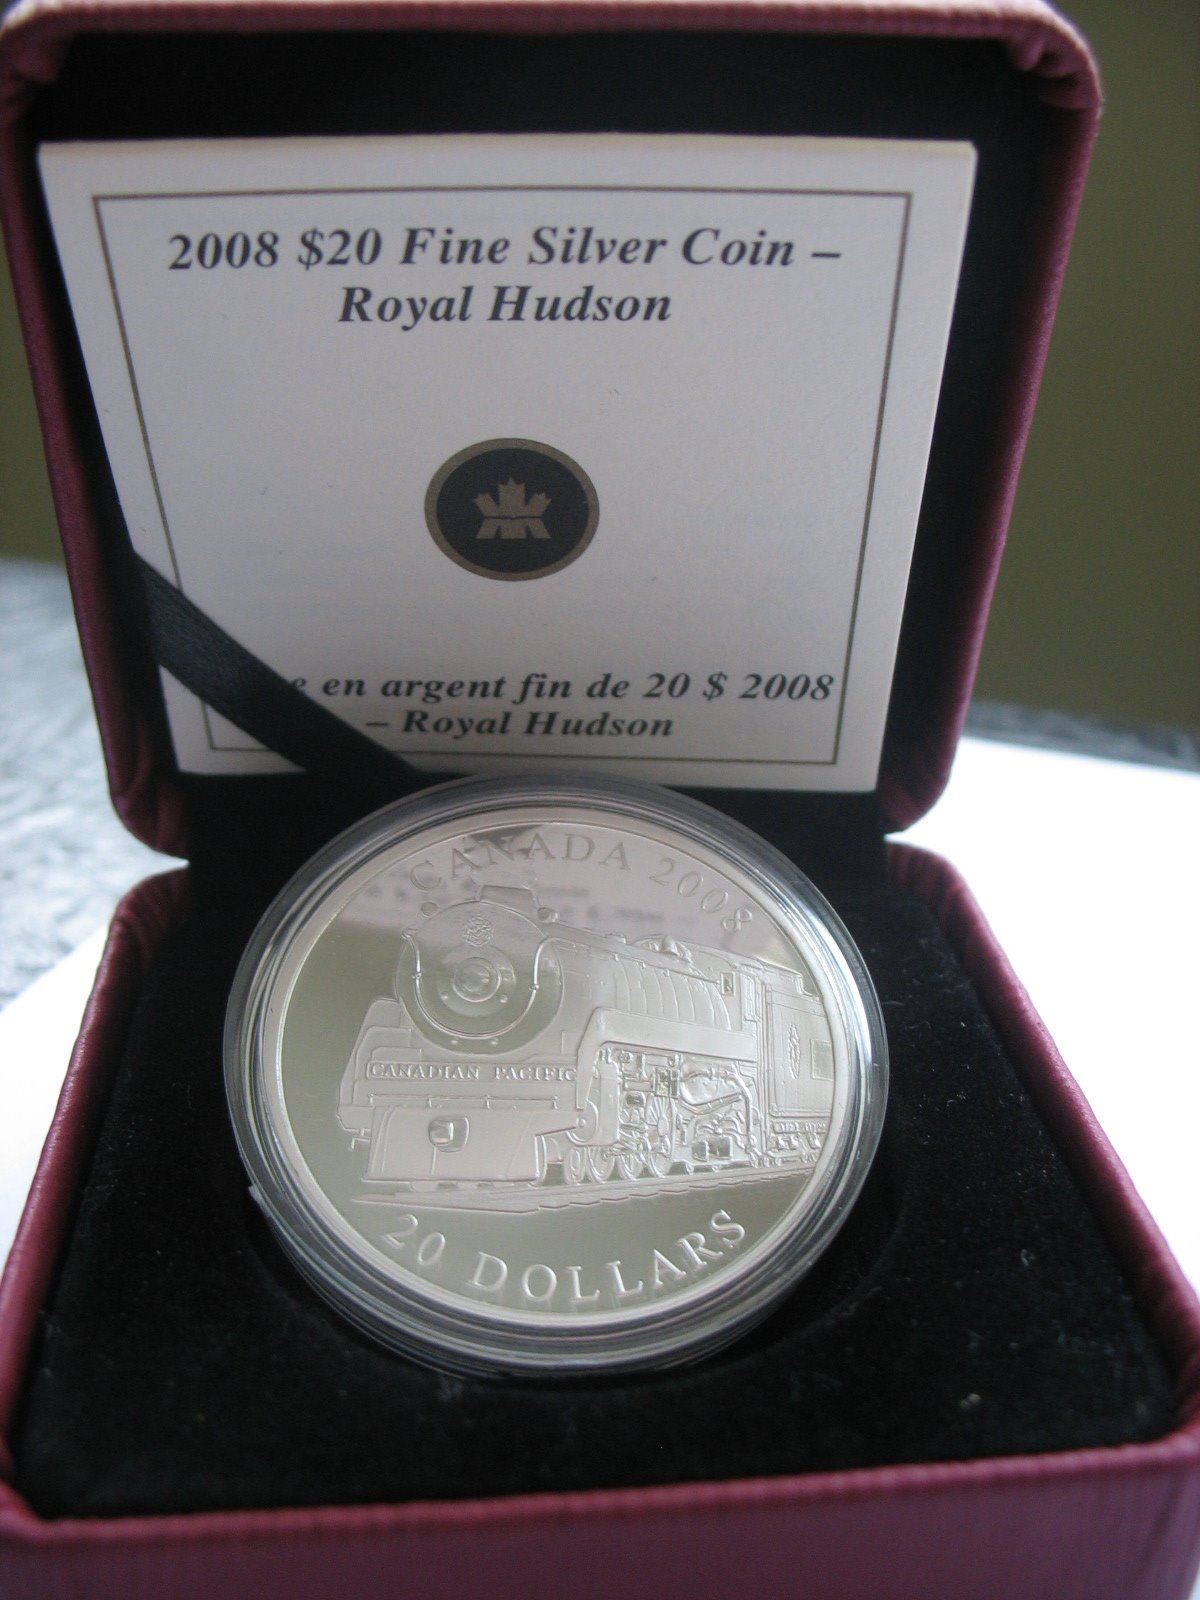 2008 $20 Fine Silver Coin –
Royal Hudson
e en argent fin de 20 $ 2008
– Royal Hudson
CANADA 2008
CANADIAN PACIFIC
20 DOLLARS